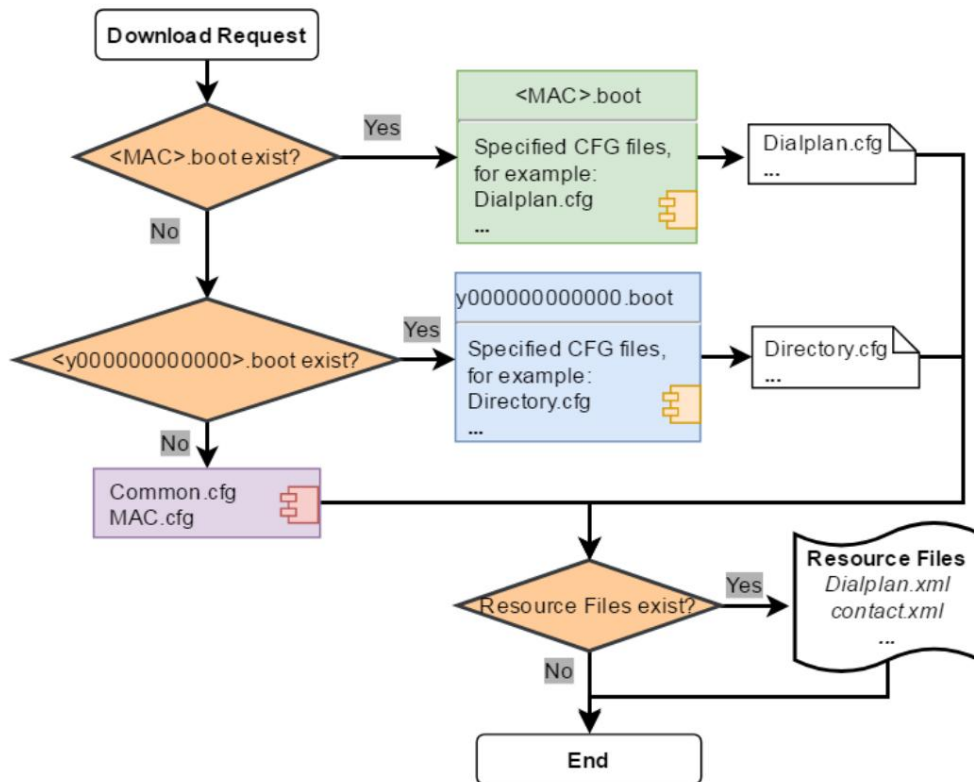 Download Request
<MAC>.boot exist?
Yes
<MAC>.boot
Specified CFG files,
for example:
Dialplan.cfg
...
Dialplan.cfg
...
No
<y000000000000>.boot exist?
Yes
y000000000000.boot
Specified CFG files,
for example:
Directory.cfg
...
Directory.cfg
...
No
Common.cfg
MAC.cfg
Resource Files exist?
Yes
Resource Files
Dialplan.xml
contact.xml
...
No
End